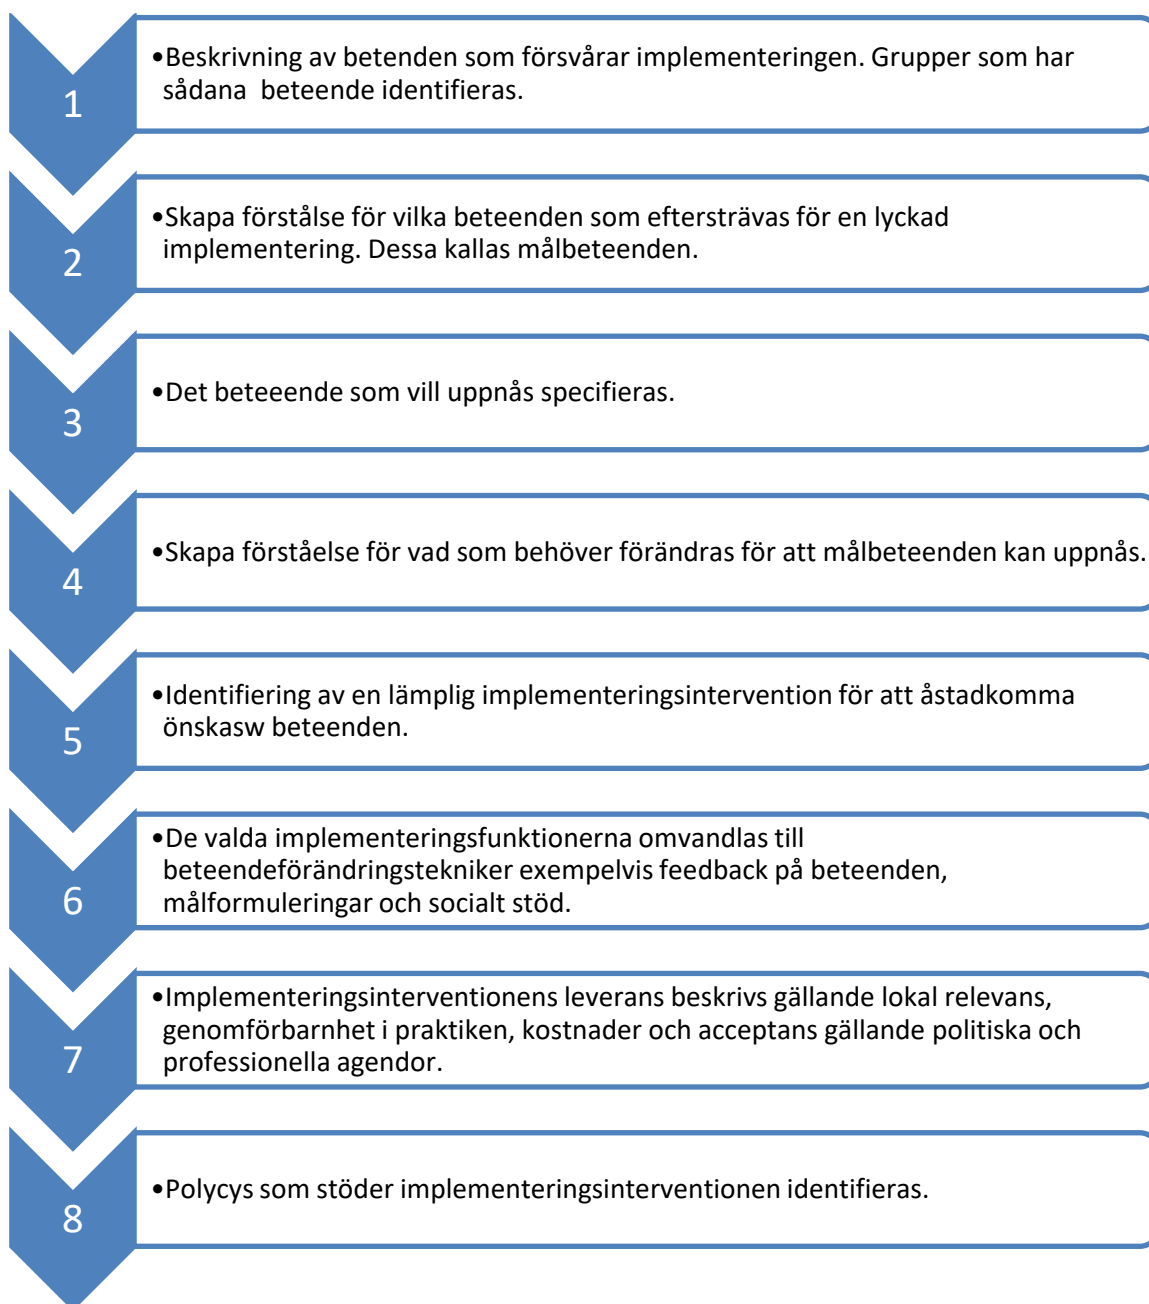 1
•Beskrivning av betenden som försvårar implementeringen. Grupper som har
sådana  beteende identifieras.
2
•Skapa förstålse för vilka beteenden som eftersträvas för en lyckad
implementering. Dessa kallas målbeteenden.
3
•Det beteeende som vill uppnås specifieras.
4
•Skapa förståelse för vad som behöver förändras för att målbeteenden kan uppnås.
5
•Identifiering av en lämplig implementeringsintervention för att åstadkomma
önskasw beteenden.
6
•De valda implementeringsfunktionerna omvandlas till
beteendeförändringstekniker exempelvis feedback på beteenden,
målformuleringar och socialt stöd.
7
•Implementeringsinterventionens leverans beskrivs gällande lokal relevans,
genomförbarnhet i praktiken, kostnader och acceptans gällande politiska och
professionella agendor.
8
•Polycys som stöder implementeringsinterventionen identifieras.